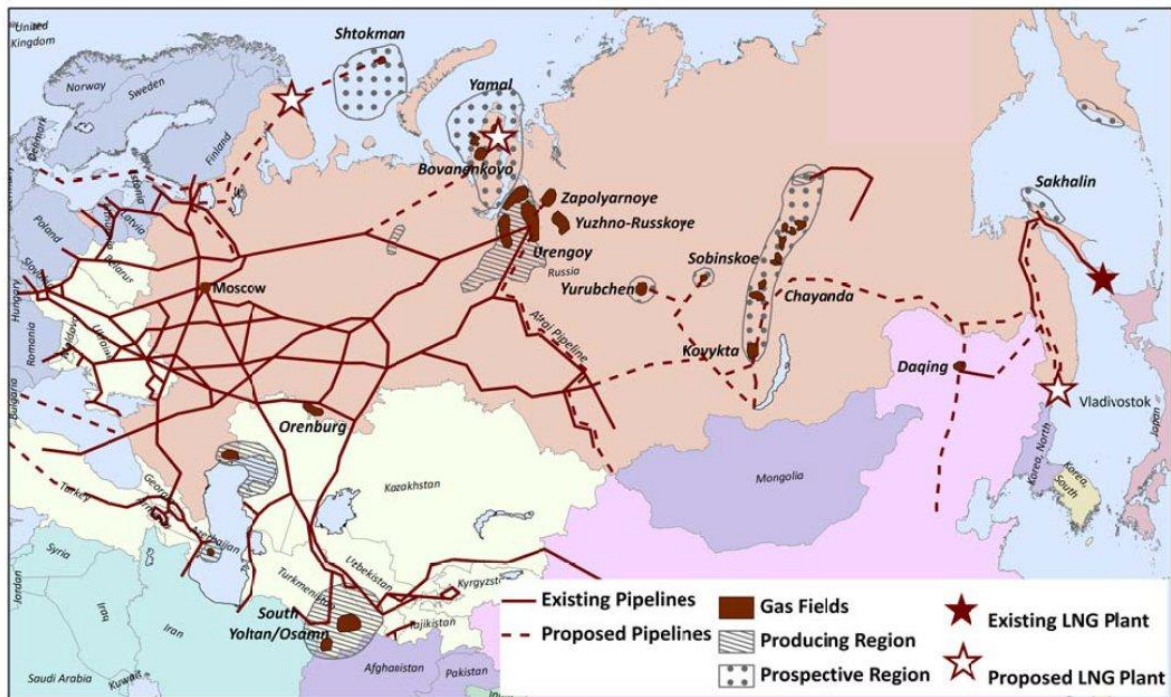 United
Kingdom
Shtokman
Norway
Sweden
Yamal
Denmark
Finland
Bovanenkovo
Estonia
Latvia
Zapolyarnoye
Sakhalin
Yuzhno-Russkoye
Poland
Belarus
Urengoy
Russia
Sobinskoe
Yurubchen
Moscow
Chayanda
Hungary
Altai Pipeline
Romania
Moldova
Ukraine
Kovykta
Daqing
Bulgaria
Vladivostok
Orenburg
Japan
Korea, North
Kazakhstan
Mongolia
Korea,
South
Turkey
Azerbaijan
Syria
Uzbekistan
Turkmenistan
Jordan
Iraq
Iran
South
Yoltan/Osamn
Tajikistan
Afghanistan
Pakistan
Saudi Arabia
Kuwait
Existing Pipelines
Proposed Pipelines
Gas Fields
Producing Region
Prospective Region
Existing LNG Plant
Proposed LNG Plant